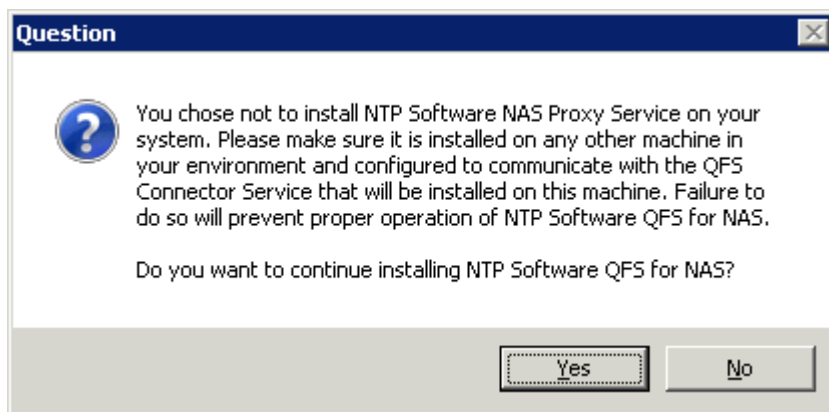 Question
You chose not to install NTP Software NAS Proxy Service on your
system. Please make sure it is installed on any other machine in
your environment and configured to communicate with the QFS
Connector Service that will be installed on this machine. Failure to
do so will prevent proper operation of NTP Software QFS for NAS.
Do you want to continue installing NTP Software QFS for NAS?
Yes No